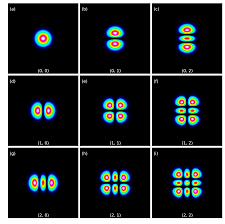 (a)
(b)
(c)
(0, 0)
(0, 1)
(0, 2)
(d)
(e)
(f)
(1, 0)
(1, 1)
(1, 2)
(g)
(h)
(i)
(2, 0)
(2, 1)
(2, 2)